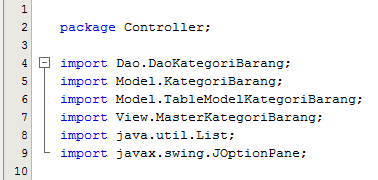 1
2 package Controller;
3
4 import Dao.DaoKategoriBarang;
5 import Model.KategoriBarang;
6 import Model.TableModelKategoriBarang;
7 import View.MasterKategoriBarang;
8 import java.util.List;
9 import javax.swing.JOptionPane;
10